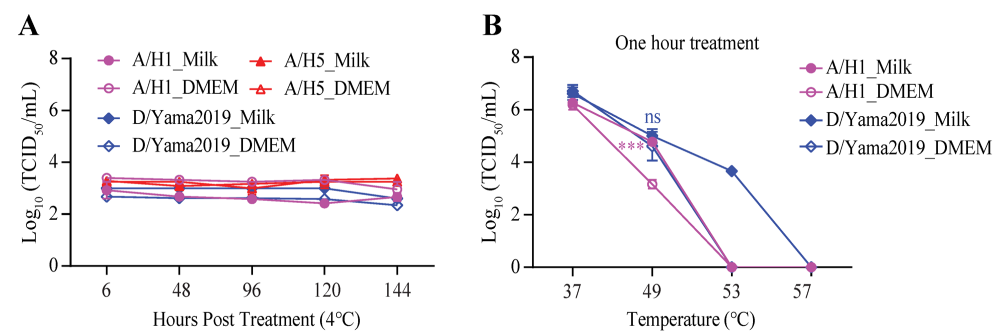 A
Log10 (TCID50/mL)
8
6
4
2
0
A/H1_Milk
A/H1_DMEM
D/Yama2019_Milk
D/Yama2019_DMEM
A/H5_Milk
A/H5_DMEM
6 48 96 120 144
Hours Post Treatment (4°C)
B
One hour treatment
Log10 (TCID50/mL)
8
6
4
2
0
ns
***
A/H1_Milk
A/H1_DMEM
D/Yama2019_Milk
D/Yama2019_DMEM
37 49 53 57
Temperature (°C)